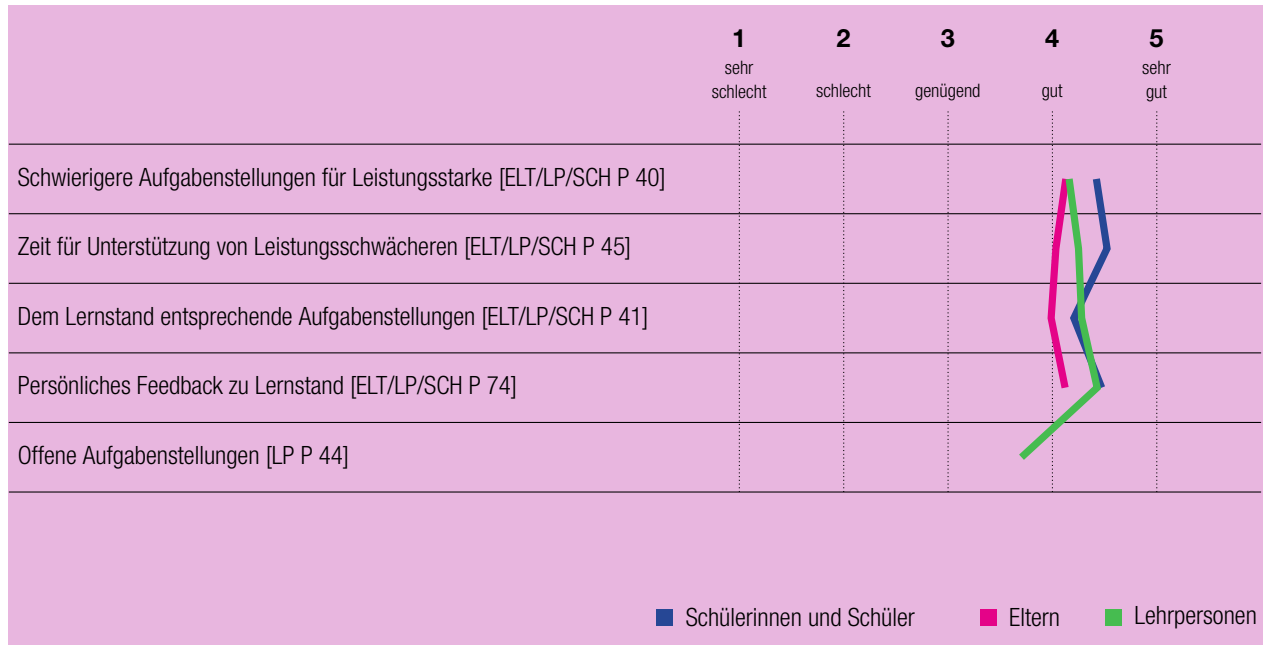 1 2 3 4 5
sehr schlecht schlecht genügend gut sehr gut
Schwierigere Aufgabenstellungen für Leistungsstarke [ELT/LP/SCH P 40]
Zeit für Unterstützung von Leistungsschwächeren [ELT/LP/SCH P 45]
Dem Lernstand entsprechende Aufgabenstellungen [ELT/LP/SCH P 41]
Persönliches Feedback zu Lernstand [ELT/LP/SCH P 74]
Offene Aufgabenstellungen [LP P 44]
Schülerinnen und Schüler Eltern Lehrpersonen